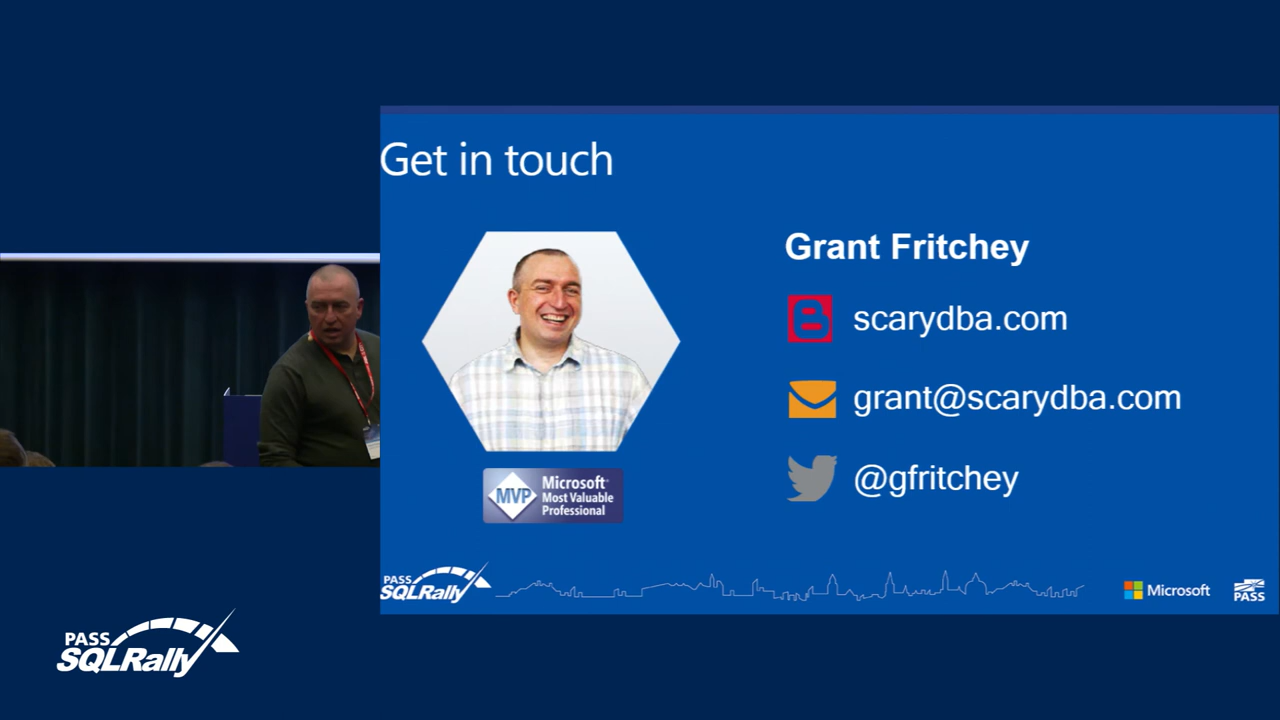 Get in touch
Grant Fritchey
scarydba.com
grant@scarydba.com
@gfritchey
MVP
Microsoft
Most Valuable
Professional
PASS
SQLRally
Microsoft
PASS
PASS
SQLRally